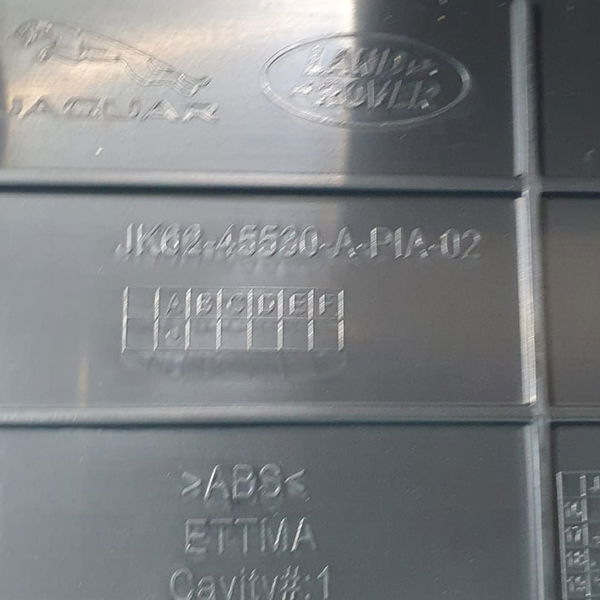 JAGUAR
LAND
ROVER
JK62-45530-A-PIA-02
A B C D E F
>ABS<
ETTMA
Cavity#:1